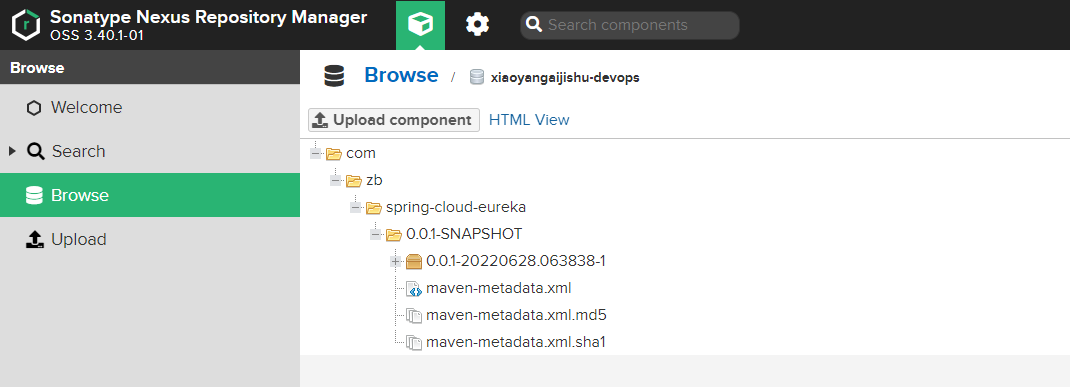 Sonatype Nexus Repository Manager
OSS 3.40.1-01
Search components
Browse
Welcome
Search
Browse
Upload
Browse / xiaoyangaijishu-devops
Upload component HTML View
com
zb
spring-cloud-eureka
0.0.1-SNAPSHOT
0.0.1-20220628.063838-1
maven-metadata.xml
maven-metadata.xml.md5
maven-metadata.xml.sha1